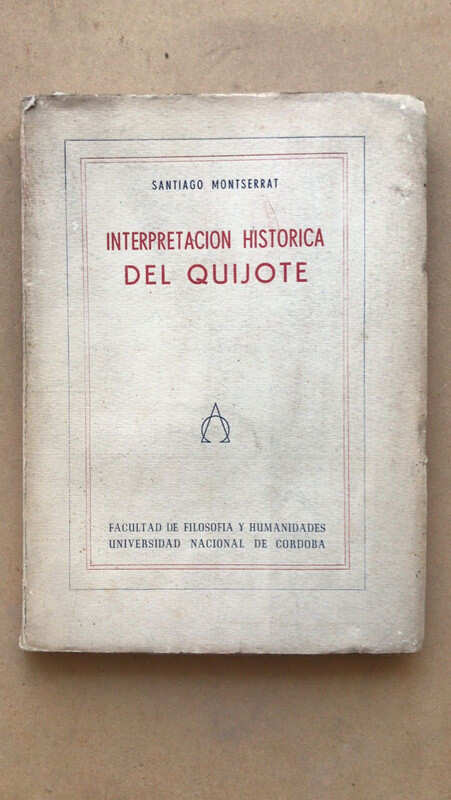 SANTIAGO MONTSERRAT
INTERPRETACION HISTORICA
DEL QUIJOTE
FACULTAD DE FILOSOFIA Y HUMANIDADES
UNIVERSIDAD NACIONAL DE CORDOBA